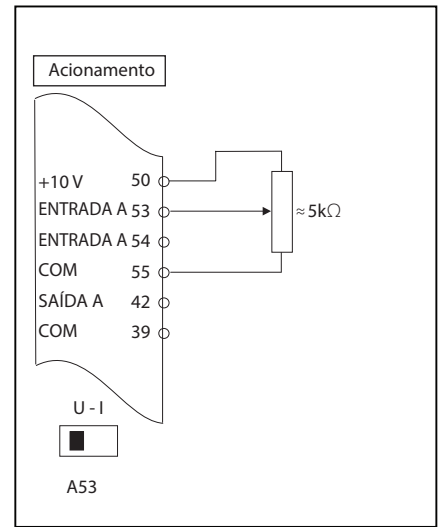 Acionamento
+10 V 50
ENTRADA A 53
ENTRADA A 54
COM 55
SAÍDA A 42
COM 39
≈ 5kΩ
U - I
A53